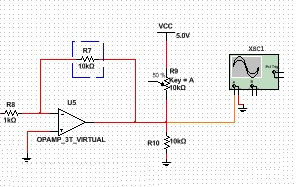 VCC
5.0V
XSC1
R7
10kΩ
50 %
R9
Key = A
10kΩ
R8
1kΩ
U5
OPAMP_3T_VIRTUAL
R10
10kΩ